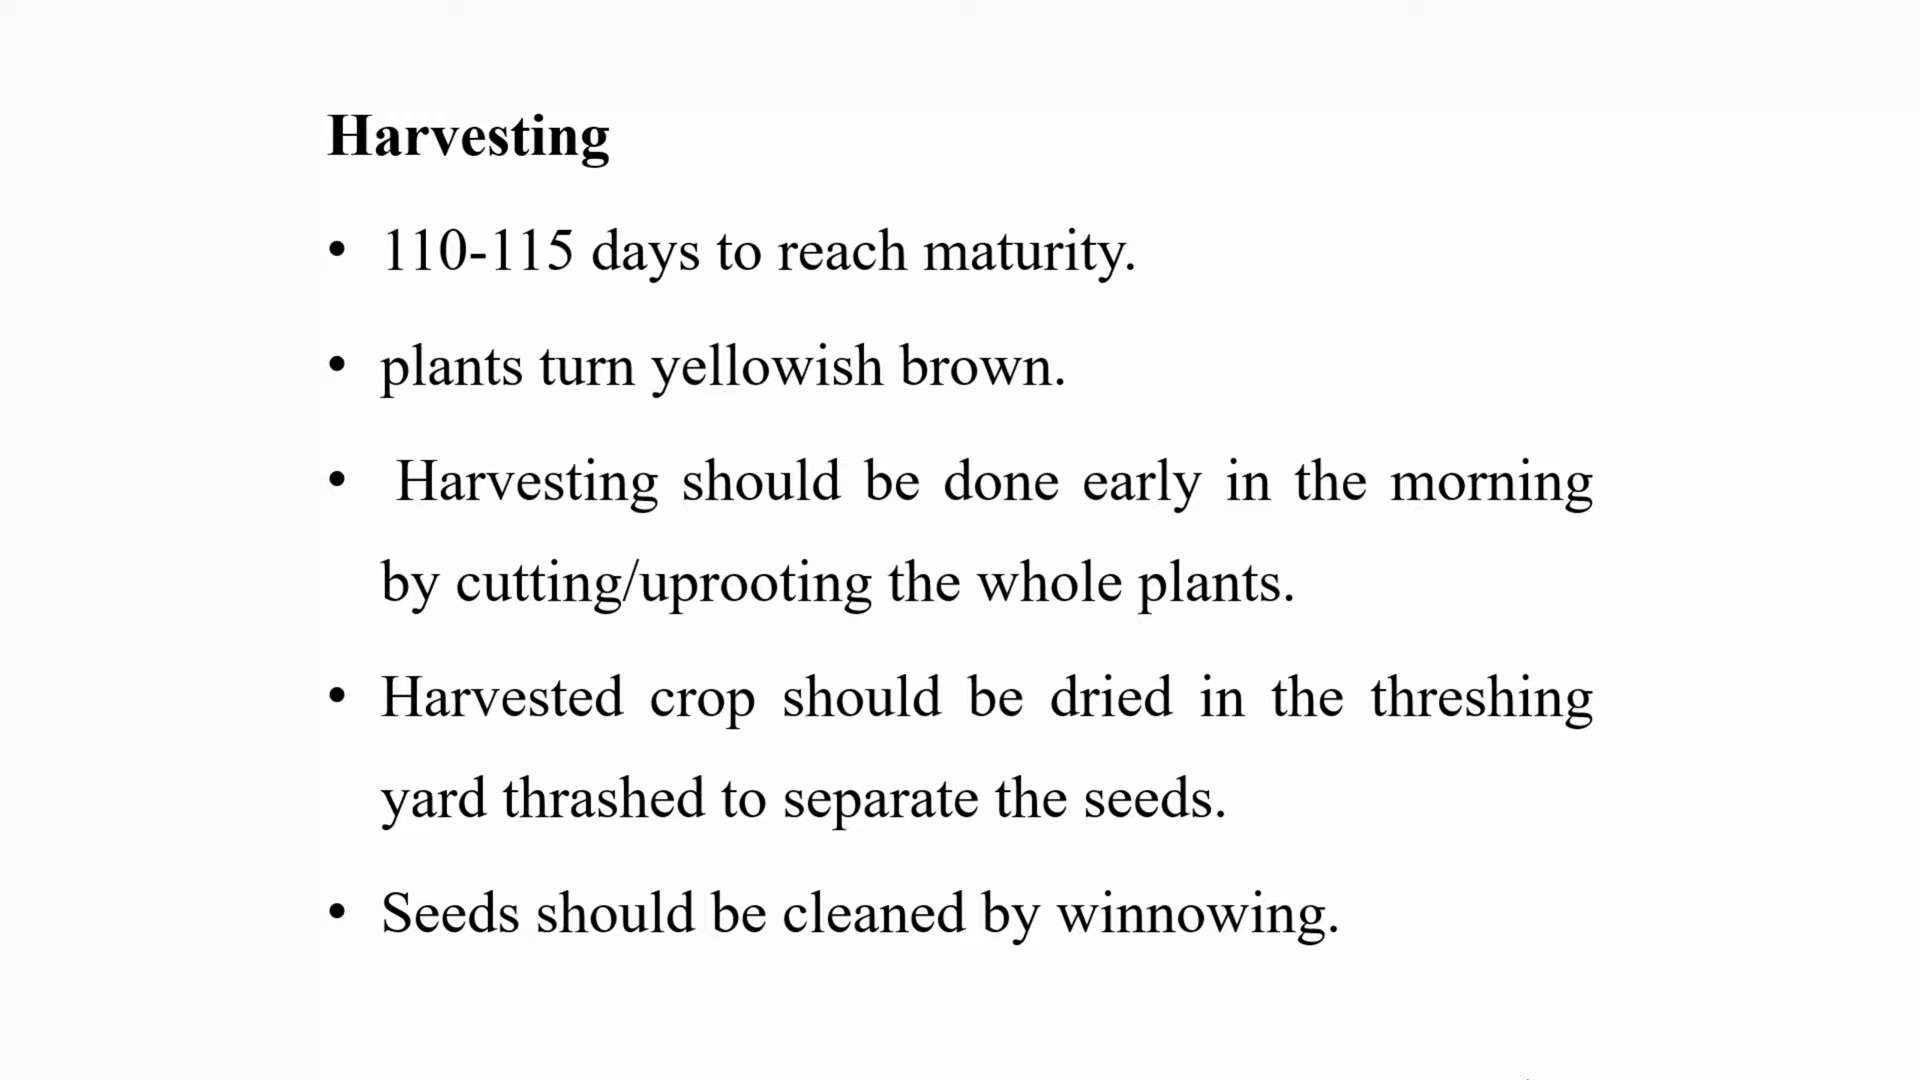 Harvesting
• 110-115 days to reach maturity.
• plants turn yellowish brown.
• Harvesting should be done early in the morning
by cutting/uprooting the whole plants.
• Harvested crop should be dried in the threshing
yard thrashed to separate the seeds.
• Seeds should be cleaned by winnowing.